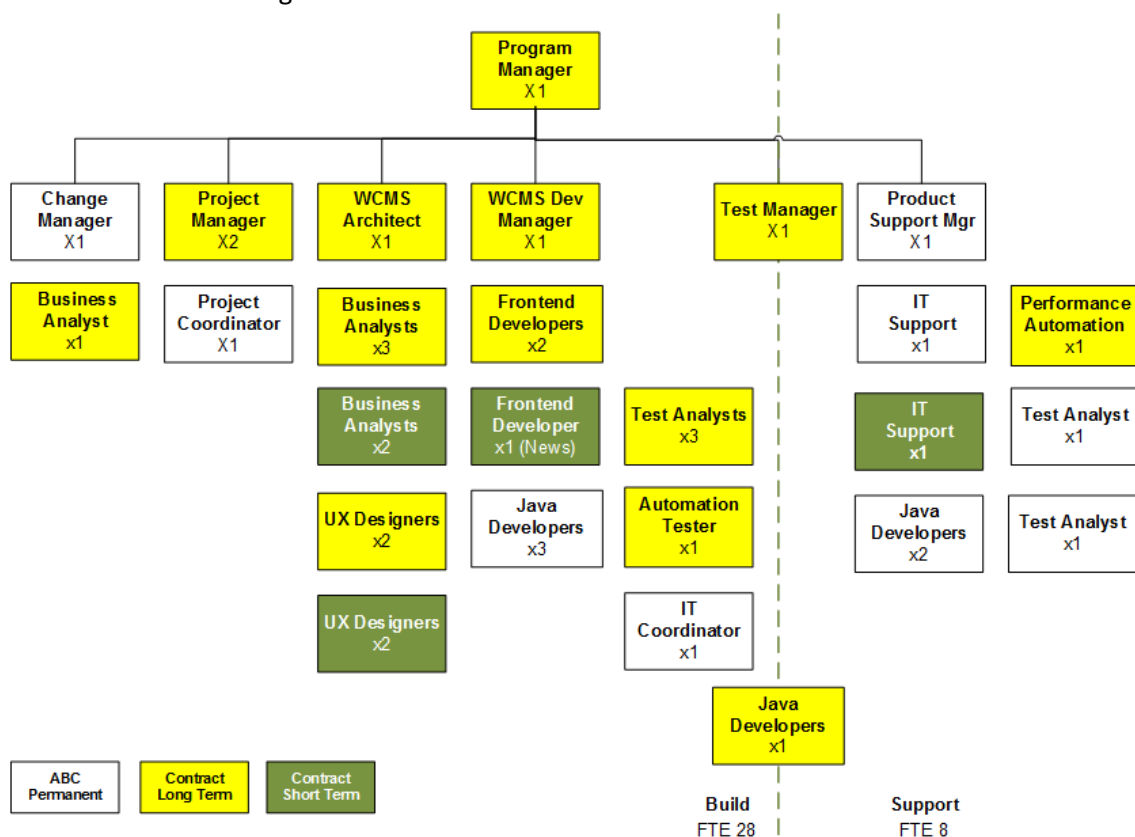 Program
Manager
X 1
Change
Manager
X1
Project
Manager
X2
WCMS
Architect
X1
WCMS Dev
Manager
X1
Test Manager
X1
Product
Support Mgr
X1
Business
Analyst
x1
Project
Coordinator
X1
Business
Analysts
x3
Frontend
Developers
x2
IT
Support
x1
Performance
Automation
x1
Business
Analysts
x2
Frontend
Developer
x1 (News)
Test Analysts
x3
IT
Support
x1
Test Analyst
x1
UX Designers
x2
Java
Developers
x3
Automation
Tester
x1
Java
Developers
x2
Test Analyst
x1
UX Designers
x2
IT
Coordinator
x1
Java
Developers
x1
ABC
Permanent
Contract
Long Term
Contract
Short Term
Build
FTE 28
Support
FTE 8